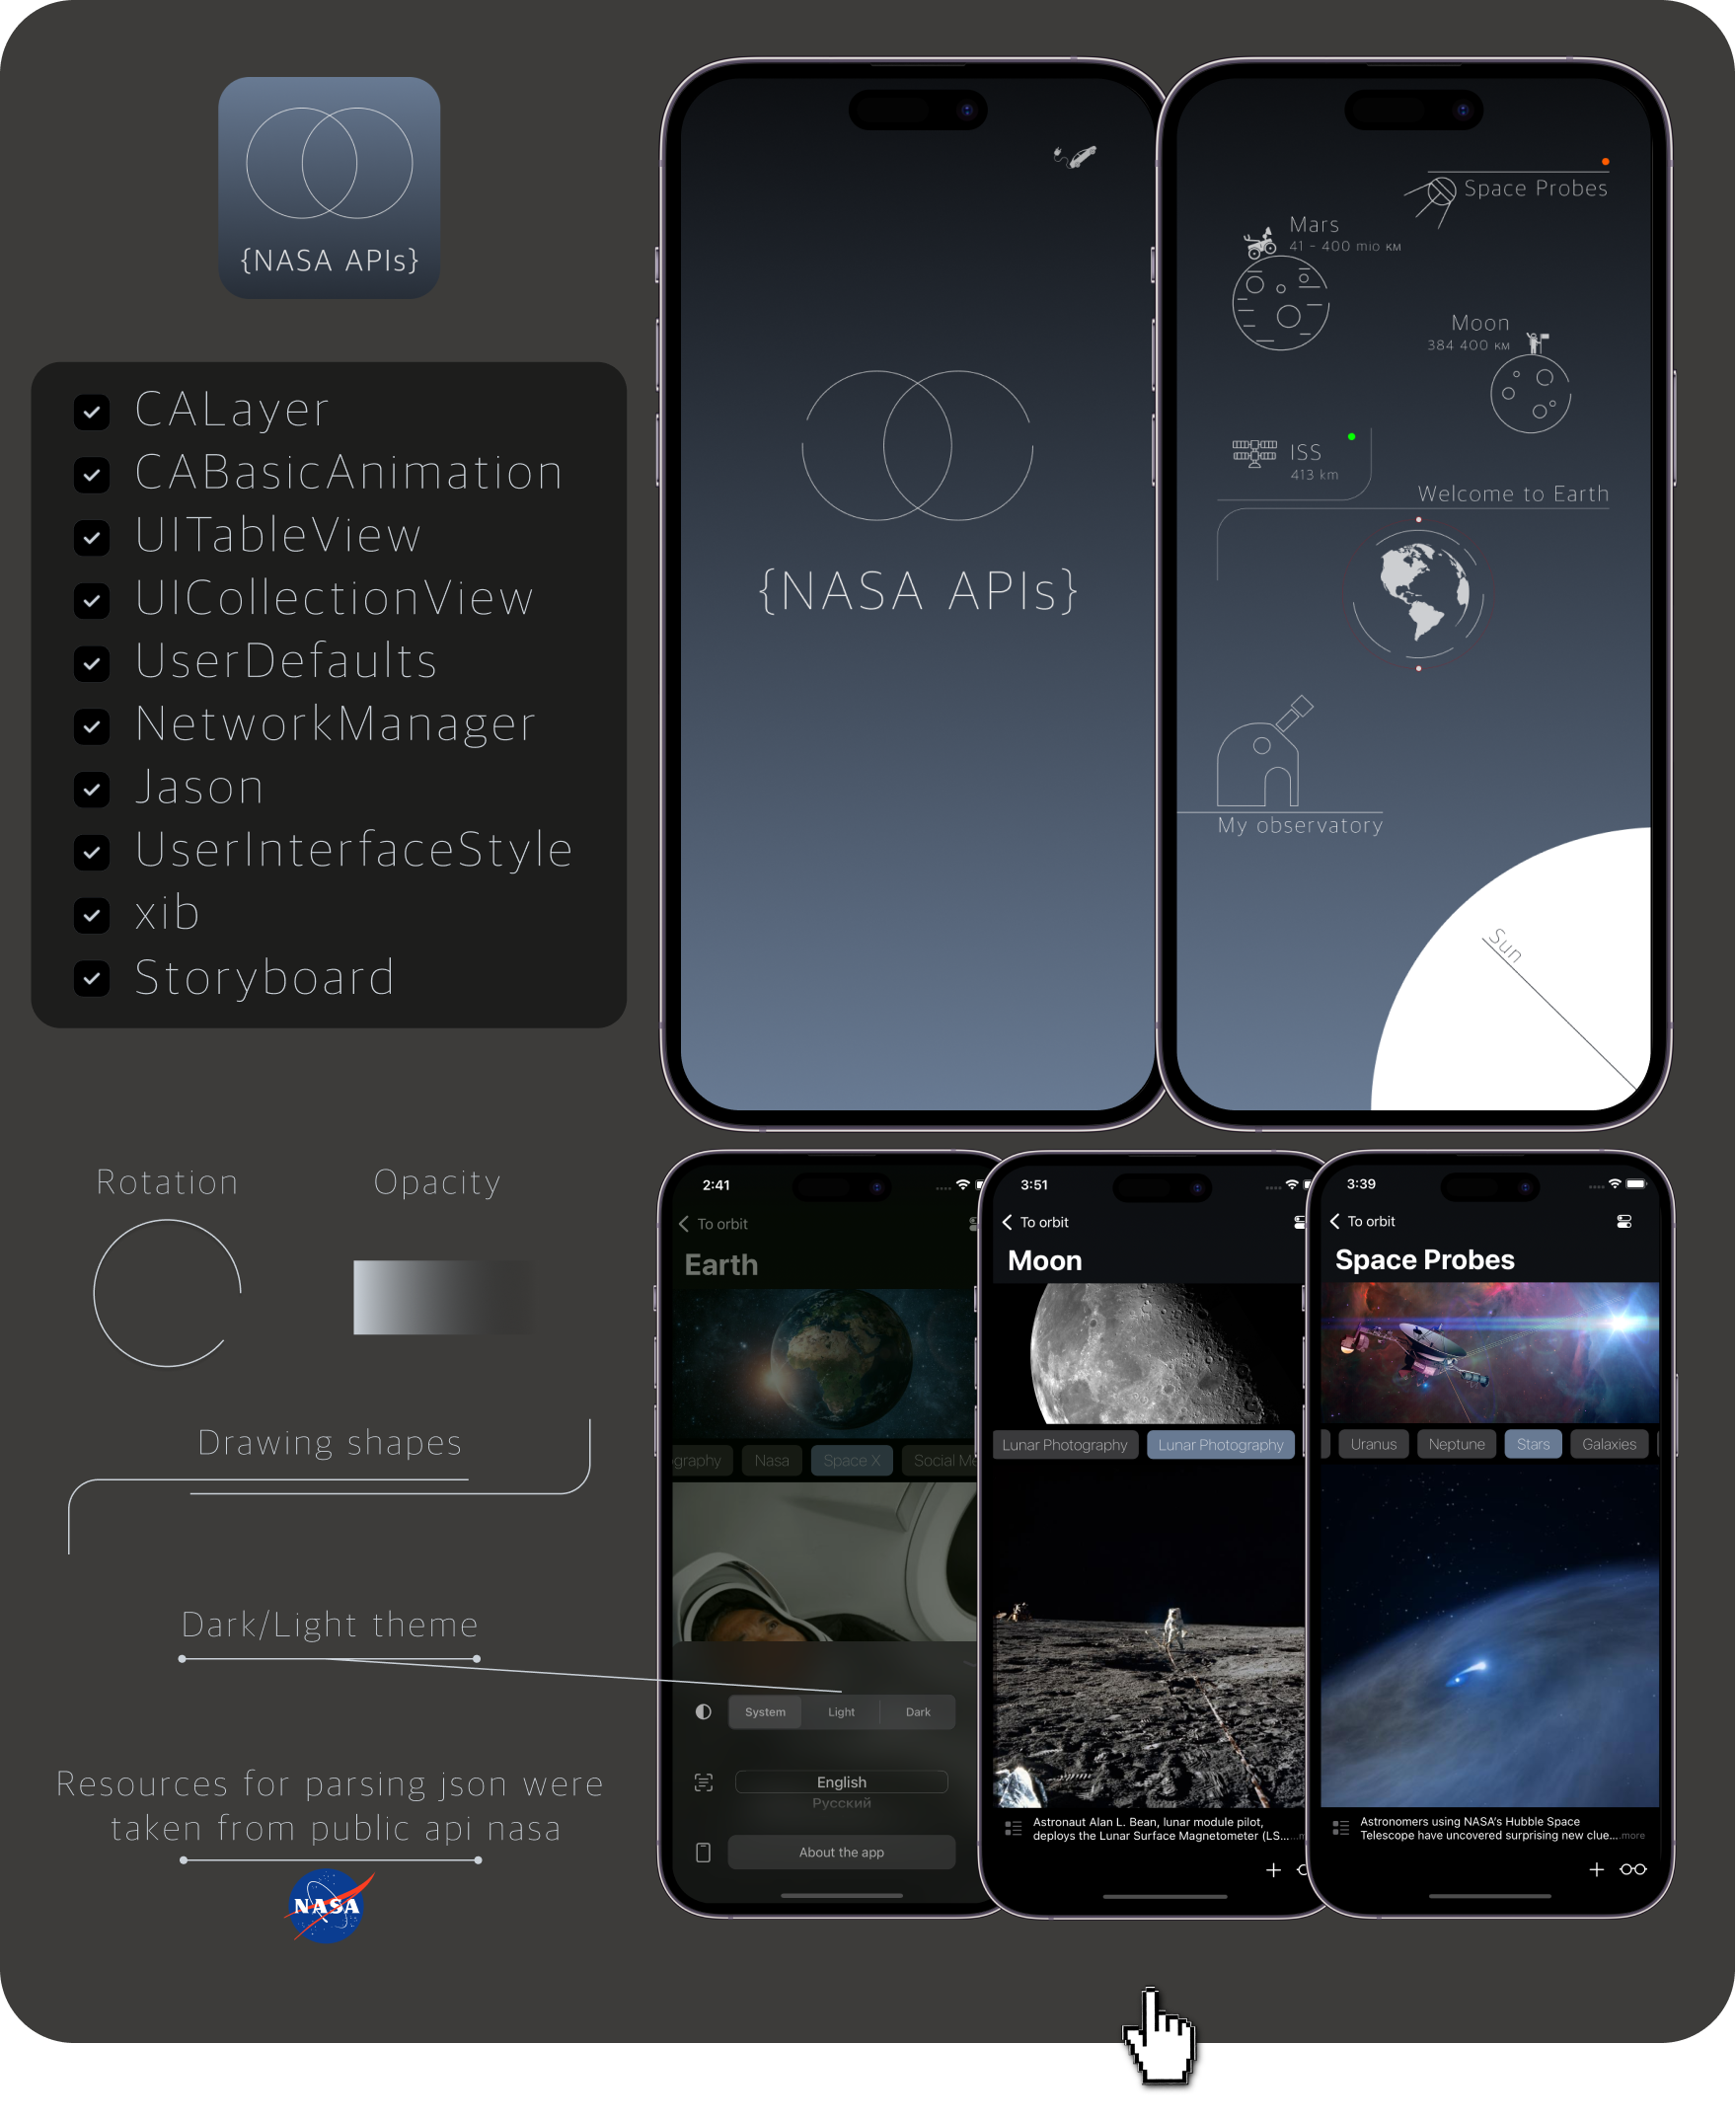 {NASA APIs}
CALayer
CABasicAnimation
UITableView
UICollectionView
UserDefaults
NetworkManager
Jason
UserInterfaceStyle
xib
Storyboard
{NASA APIs}
Space Probes
Mars
41 - 400 mio км
Moon
384 400 км
ISS
413 km
Welcome to Earth
My observatory
Sun
Rotation
Opacity
Drawing shapes
Dark/Light theme
Resources for parsing json were
taken from public api nasa
NASA
2:41
To orbit
Earth
ography Nasa Space X Social Me
System Light Dark
English
Русский
About the app
3:51
To orbit
Moon
Lunar Photography Lunar Photography
Astronaut Alan L. Bean, lunar module pilot,
deploys the Lunar Surface Magnetometer (LS...
3:39
To orbit
Space Probes
Uranus Neptune Stars Galaxies
Astronomers using NASA's Hubble Space
Telescope have uncovered surprising new clue... more